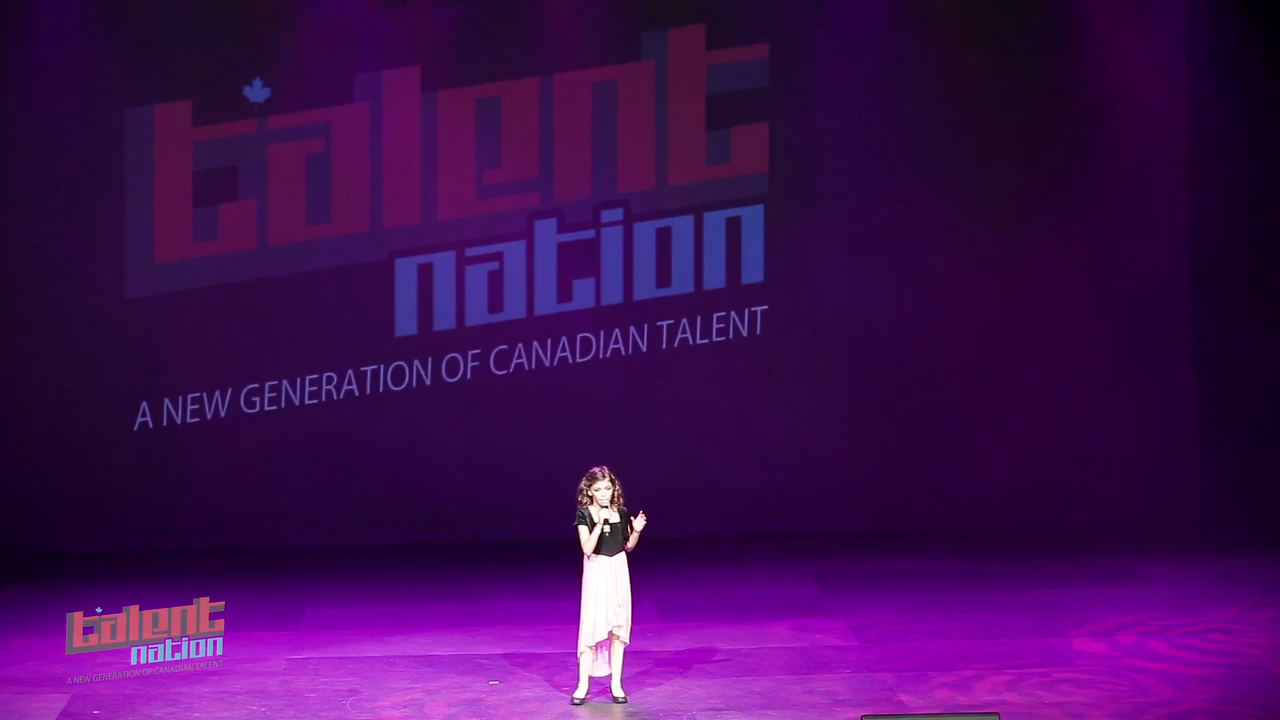 talent
nation
A NEW GENERATION OF CANADIAN TALENT
talent
nation
A NEW GENERATION OF CANADIAN TALENT